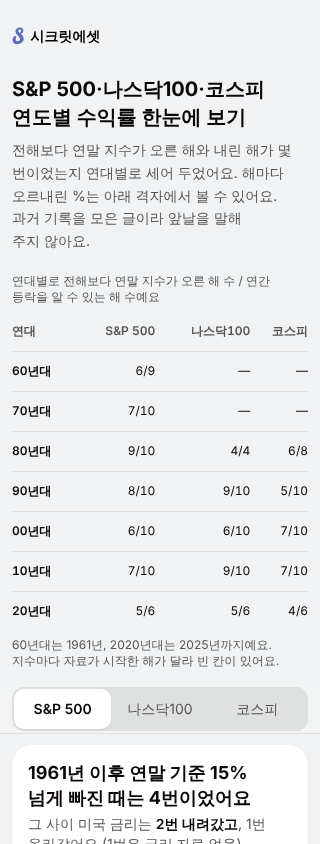 시크릿에셋
S&P 500·나스닥100·코스피
연도별 수익률 한눈에 보기
전해보다 연말 지수가 오른 해와 내린 해가 몇
번이었는지 연대별로 세어 두었어요. 해마다
오르내린 %는 아래 격자에서 볼 수 있어요.
과거 기록을 모은 글이라 앞날을 말해
주지 않아요.
연대별로 전해보다 연말 지수가 오른 해 수 / 연간
등락을 알 수 있는 해 수예요
연대 S&P 500 나스닥100 코스피
60년대 6/9 — —
70년대 7/10 — —
80년대 9/10 4/4 6/8
90년대 8/10 9/10 5/10
00년대 6/10 6/10 7/10
10년대 7/10 9/10 7/10
20년대 5/6 5/6 4/6
60년대는 1961년, 2020년대는 2025년까지예요.
지수마다 자료가 시작한 해가 달라 빈 칸이 있어요.
S&P 500 나스닥100 코스피
1961년 이후 연말 기준 15%
넘게 빠진 때는 4번이었어요
그 사이 미국 금리는 2번 내려갔고, 1번